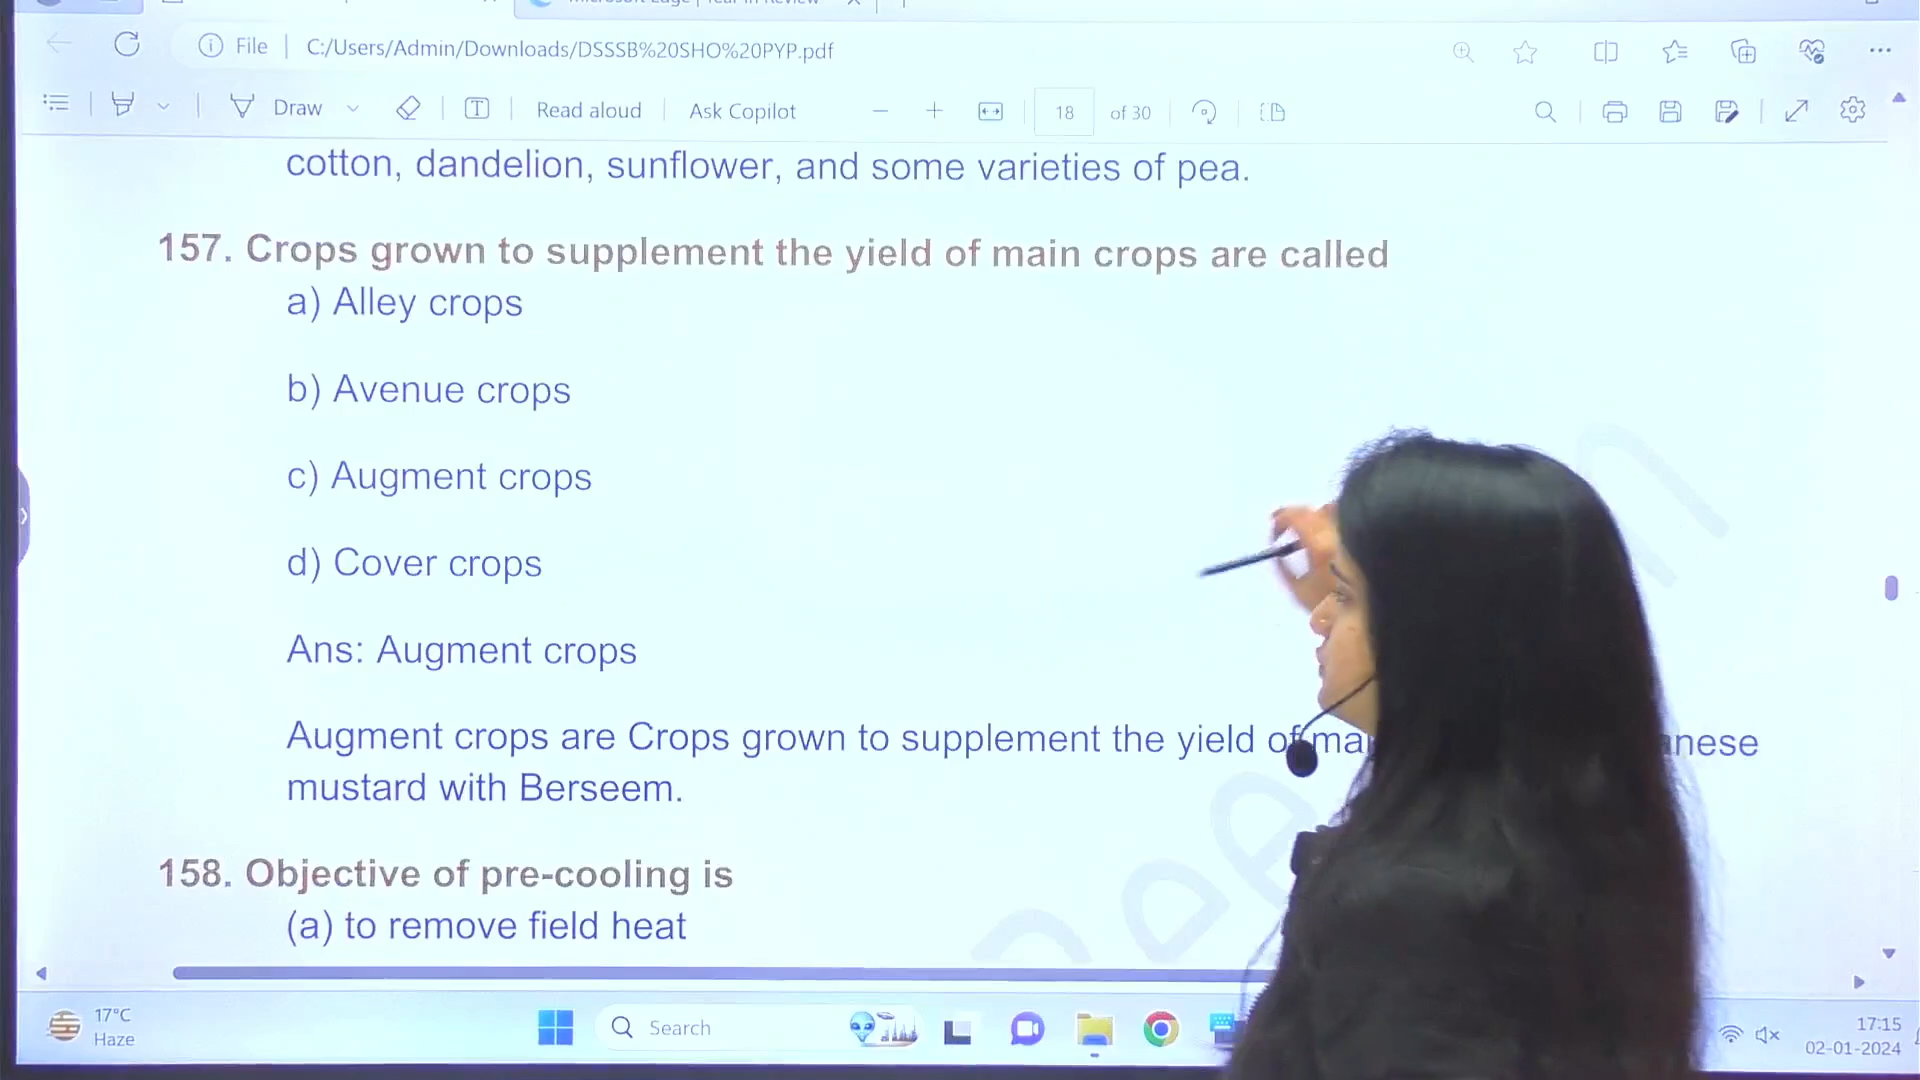 File
C:/Users/Admin/Downloads/DSSSB%20SHO%20PYP.pdf
Draw
Read aloud
Ask Copilot
18
of 30
cotton, dandelion, sunflower, and some varieties of pea.
157. Crops grown to supplement the yield of main crops are called
a) Alley crops
b) Avenue crops
c) Augment crops
d) Cover crops
Ans: Augment crops
Augment crops are Crops grown to supplement the yield of
mustard with Berseem.
158. Objective of pre-cooling is
(a) to remove field heat
17°C
Haze
Search
17:15
02-01-2024